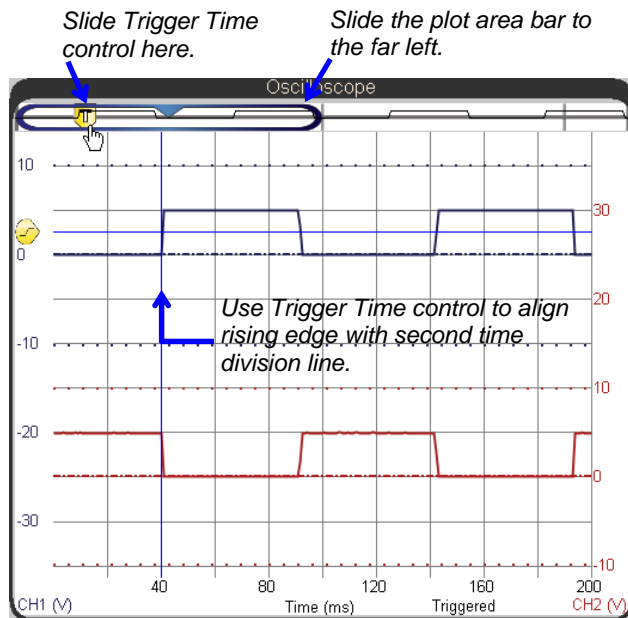 Slide Trigger Time
control here.
Slide the plot area bar to
the far left.
Oscilloscope
T
10
0
-10
-20
-30
30
20
10
0
-10
Use Trigger Time control to align
rising edge with second time
division line.
40 80 120 160 200
CH1 (V) Time (ms) Triggered CH2 (V)